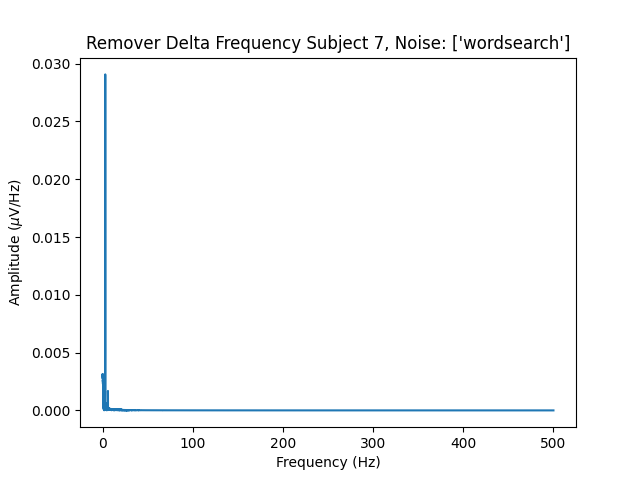 Remover Delta Frequency Subject 7, Noise: ['wordsearch']
0.030
0.025
0.020
0.015
0.010
0.005
0.000
Amplitude (μV/Hz)
0 100 200 300 400 500
Frequency (Hz)